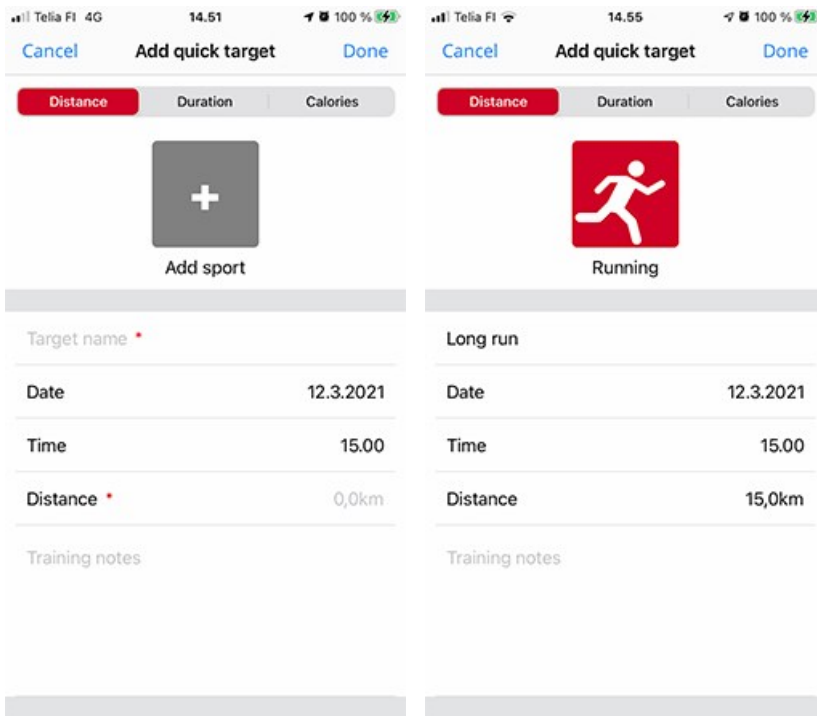 Telia FI 4G 14.51 100 %
Cancel Add quick target Done
Distance Duration Calories
+
Add sport
Target name *
Date 12.3.2021
Time 15.00
Distance * 0,0km
Training notes
Telia FI 14.55 100 %
Cancel Add quick target Done
Distance Duration Calories
Running
Long run
Date 12.3.2021
Time 15.00
Distance 15,0km
Training notes